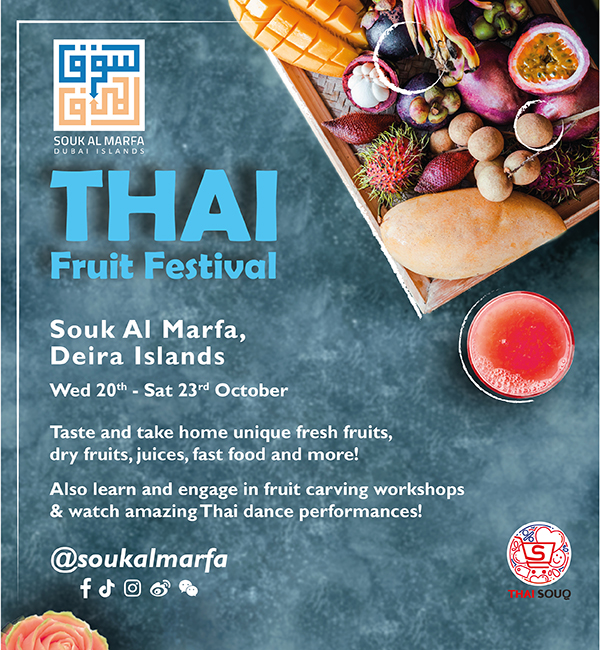 سوق
المرفأ
SOUK AL MARFA
DUBAI ISLANDS
THAI
Fruit Festival
Souk Al Marfa,
Deira Islands
Wed 20th - Sat 23rd October
Taste and take home unique fresh fruits,
dry fruits, juices, fast food and more!
Also learn and engage in fruit carving workshops
& watch amazing Thai dance performances!
@soukalmarfa
S
THAI SOUQ